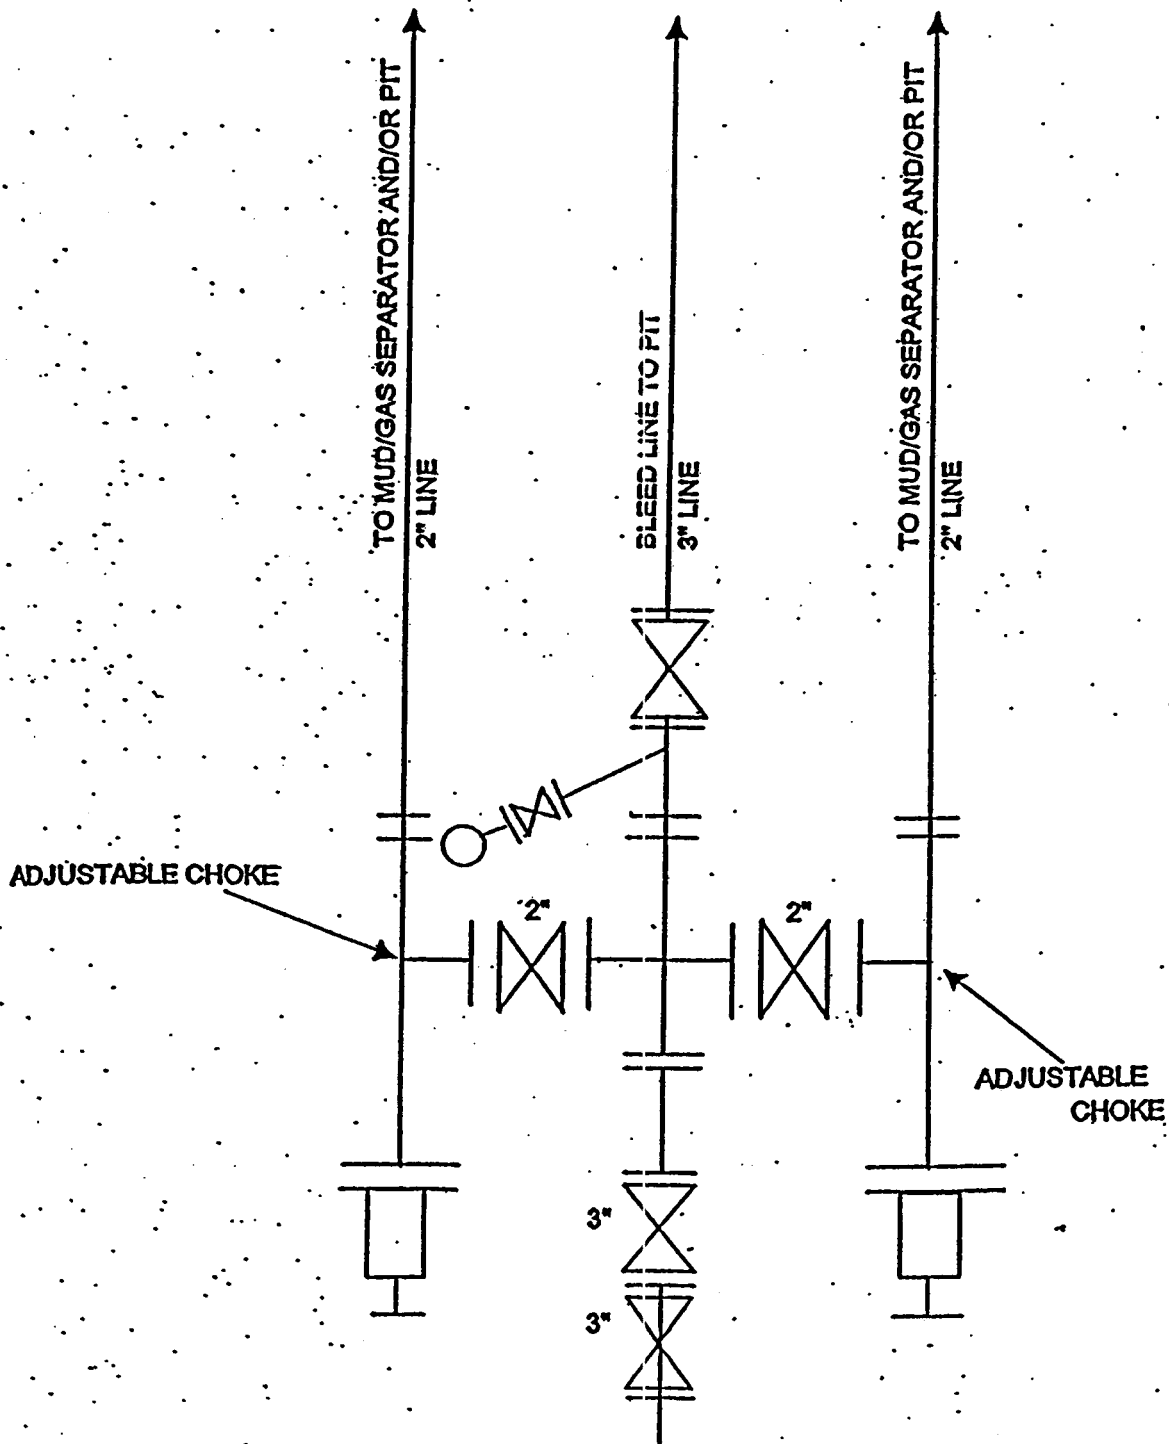 TO MUD/GAS SEPARATOR AND/OR PIT
2" LINE
BLEED LINE TO PIT
3" LINE
TO MUD/GAS SEPARATOR AND/OR PIT
2" LINE
ADJUSTABLE CHOKE
2"
2"
ADJUSTABLE
CHOKE
3"
3"